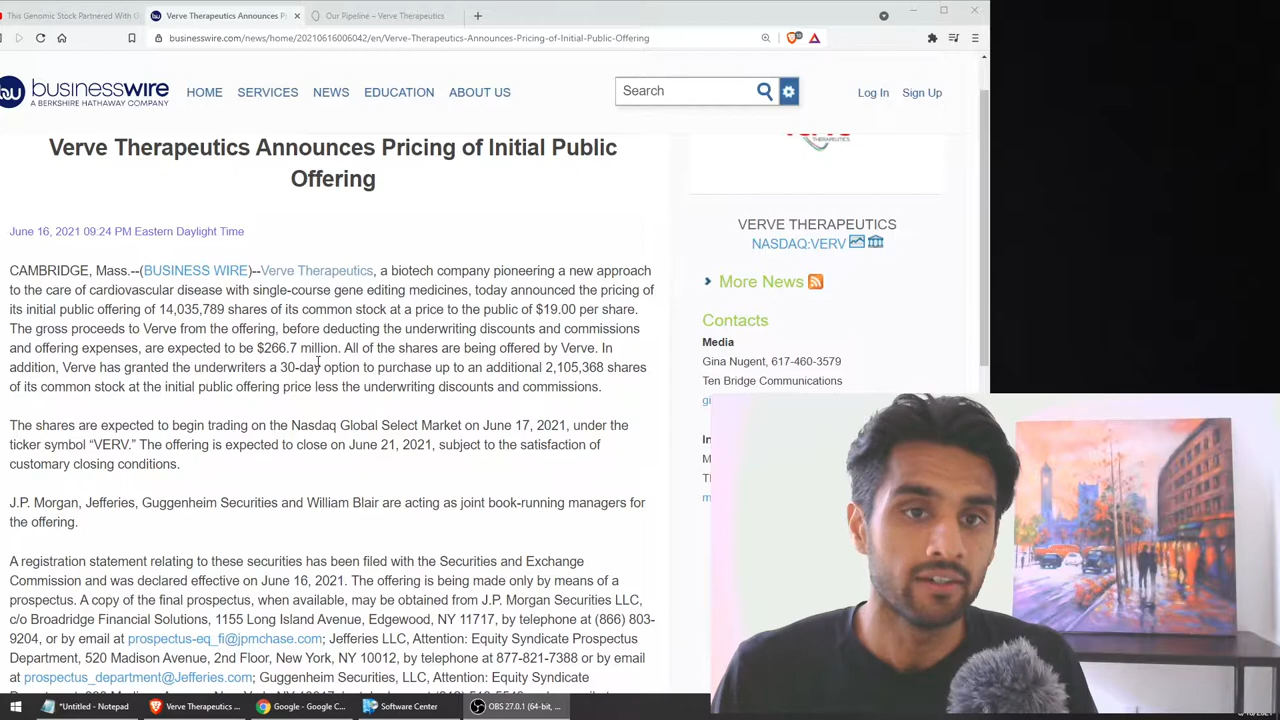 This Genomic Stock Partnered With G
Verve Therapeutics Announces P
Our Pipeline – Verve Therapeutics
businesswire.com/news/home/20210616006042/en/Verve-Therapeutics-Announces-Pricing-of-Initial-Public-Offering
businesswire
A BERKSHIRE HATHAWAY COMPANY
HOME SERVICES NEWS EDUCATION ABOUT US
Search
Log In Sign Up
Verve Therapeutics Announces Pricing of Initial Public
Offering
June 16, 2021 09:24 PM Eastern Daylight Time
CAMBRIDGE, Mass.--(BUSINESS WIRE)--Verve Therapeutics, a biotech company pioneering a new approach
to the care of cardiovascular disease with single-course gene editing medicines, today announced the pricing of
its initial public offering of 14,035,789 shares of its common stock at a price to the public of $19.00 per share.
The gross proceeds to Verve from the offering, before deducting the underwriting discounts and commissions
and offering expenses, are expected to be $266.7 million. All of the shares are being offered by Verve. In
addition, Verve has granted the underwriters a 30-day option to purchase up to an additional 2,105,368 shares
of its common stock at the initial public offering price less the underwriting discounts and commissions.
The shares are expected to begin trading on the Nasdaq Global Select Market on June 17, 2021, under the
ticker symbol “VERV.” The offering is expected to close on June 21, 2021, subject to the satisfaction of
customary closing conditions.
J.P. Morgan, Jefferies, Guggenheim Securities and William Blair are acting as joint book-running managers for
the offering.
A registration statement relating to these securities has been filed with the Securities and Exchange
Commission and was declared effective on June 16, 2021. The offering is being made only by means of a
prospectus. A copy of the final prospectus, when available, may be obtained from J.P. Morgan Securities LLC,
c/o Broadridge Financial Solutions, 1155 Long Island Avenue, Edgewood, NY 11717, by telephone at (866) 803-
9204, or by email at prospectus-eq_fi@jpmchase.com; Jefferies LLC, Attention: Equity Syndicate Prospectus
Department, 520 Madison Avenue, 2nd Floor, New York, NY 10012, by telephone at 877-821-7388 or by email
at prospectus_department@Jefferies.com; Guggenheim Securities, LLC, Attention: Equity Syndicate
THERAPEUTICS
VERVE THERAPEUTICS
NASDAQ:VERV
More News
Contacts
Media
Gina Nugent, 617-460-3579
Ten Bridge Communications
*Untitled - Notepad
Verve Therapeutics ...
Google - Google C...
Software Center
OBS 27.0.1 (64-bit, ...